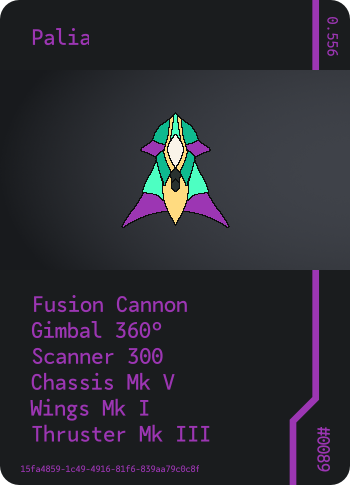 Palia
0.556
Fusion Cannon
Gimbal 360°
Scanner 300
Chassis Mk V
Wings Mk I
Thruster Mk III
#0089
15fa4859-1c49-4916-81f6-839aa79c0c8f